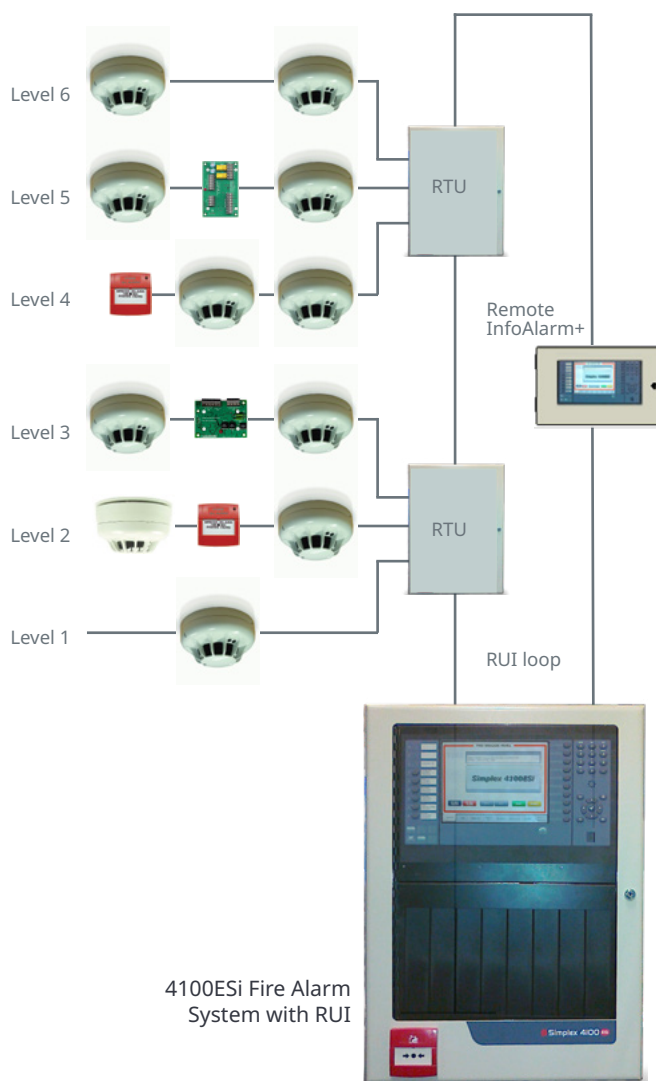 Level 6
Level 5
RTU
Level 4
Remote
InfoAlarm+
Level 3
Level 2
RTU
Level 1
RUI loop
Simplex 4100ESi
4100ESi Fire Alarm
System with RUI
Simplex 4100